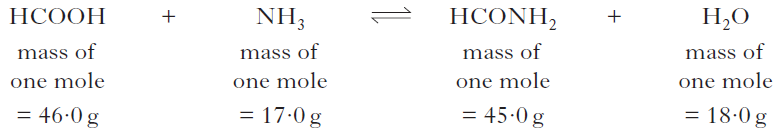 HCOOH + NH₃ ⇌ HCONH₂ + H₂O
mass of mass of mass of mass of
one mole one mole one mole one mole
= 46·0 g = 17·0 g = 45·0 g = 18·0 g